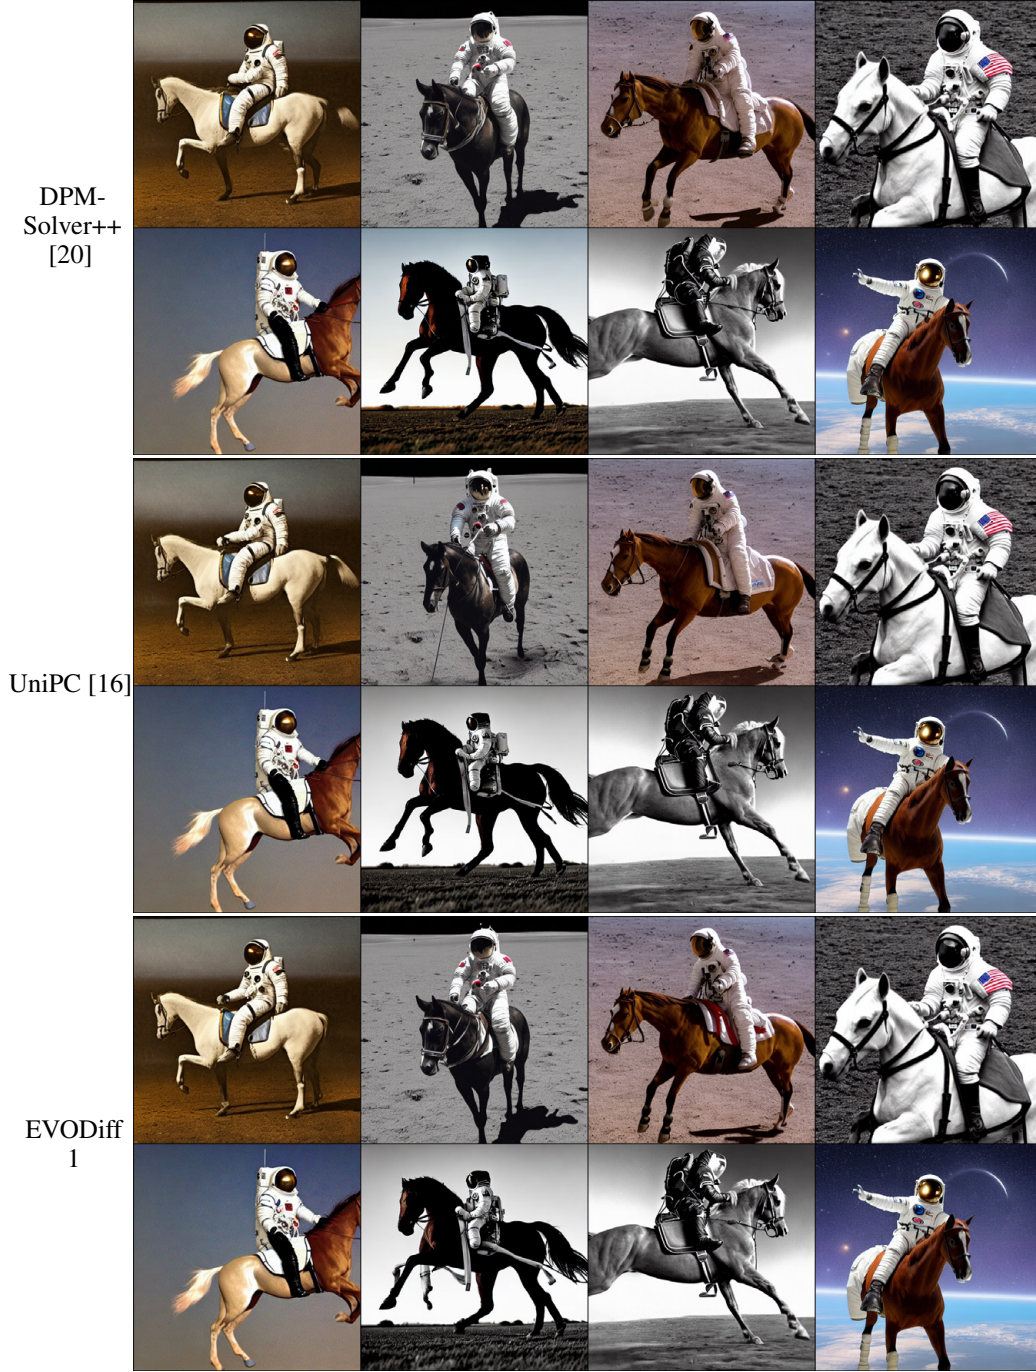 DPM-
Solver++
[20]
UniPC [16]
EVODiff
1